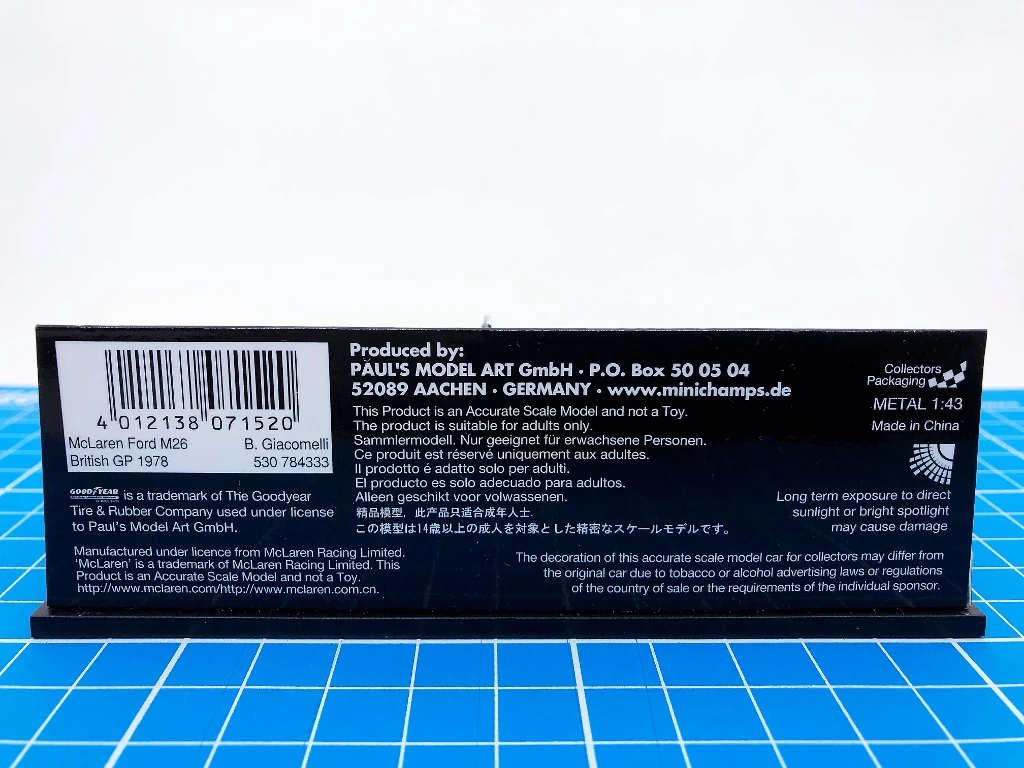 4 012138 071520
McLaren Ford M26 B. Giacomelli
British GP 1978 530 784333
GOODYEAR is a trademark of The Goodyear
Tire & Rubber Company used under license
to Paul's Model Art GmbH.
Manufactured under licence from McLaren Racing Limited.
'McLaren' is a trademark of McLaren Racing Limited. This
Product is an Accurate Scale Model and not a Toy.
http://www.mclaren.com/http://www.mclaren.com.cn.
Produced by:
PAUL'S MODEL ART GmbH · P.O. Box 50 05 04
52089 AACHEN · GERMANY · www.minichamps.de
This Product is an Accurate Scale Model and not a Toy.
The product is suitable for adults only.
Sammlermodell. Nur geeignet für erwachsene Personen.
Ce produit est réservé uniquement aux adultes.
Il prodotto é adatto solo per adulti.
El producto es solo adecuado para adultos.
Alleen geschikt voor volwassenen.
精品模型，此产品只适合成年人士.
この模型は14歳以上の成人を対象とした精密なスケールモデルです。
Collectors
Packaging
METAL 1:43
Made in China
Long term exposure to direct
sunlight or bright spotlight
may cause damage
The decoration of this accurate scale model car for collectors may differ from
the original car due to tobacco or alcohol advertising laws or regulations
of the country of sale or the requirements of the individual sponsor.